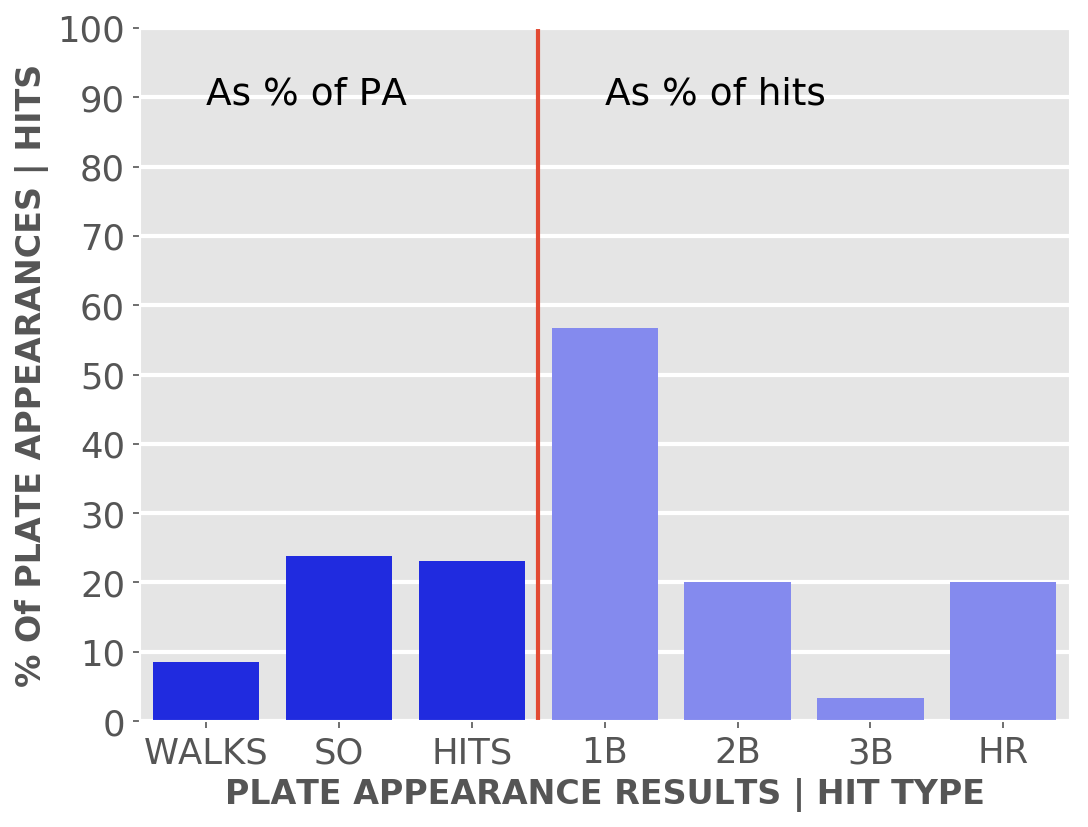 100
90
80
70
60
50
40
30
20
10
0
% Of PLATE APPEARANCES | HITS
As % of PA
As % of hits
WALKS SO HITS 1B 2B 3B HR
PLATE APPEARANCE RESULTS | HIT TYPE